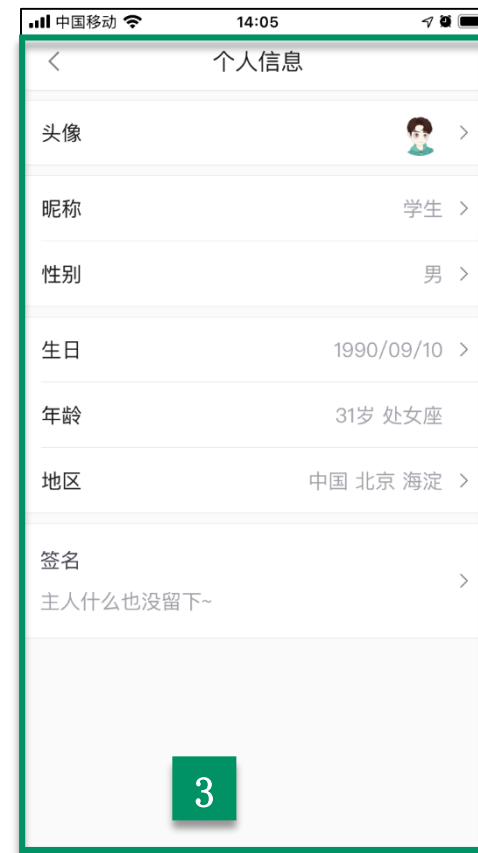 中国移动 14:05
个人信息
头像
昵称 学生
性别 男
生日 1990/09/10
年龄 31岁 处女座
地区 中国 北京 海淀
签名
主人什么也没留下~
3